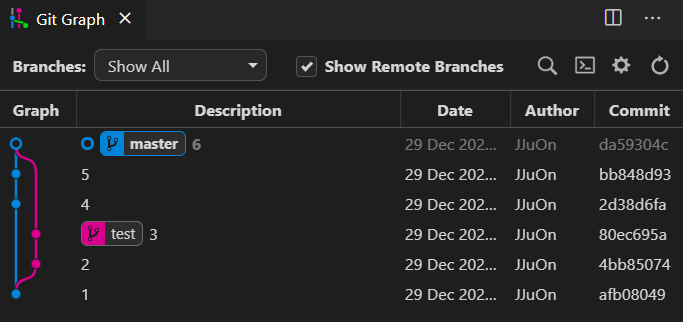 Git Graph
Branches: Show All Show Remote Branches
Graph Description Date Author Commit
master 6 29 Dec 202... JJuOn da59304c
5 29 Dec 202... JJuOn bb848d93
4 29 Dec 202... JJuOn 2d38d6fa
test 3 29 Dec 202... JJuOn 80ec695a
2 29 Dec 202... JJuOn 4bb85074
1 29 Dec 202... JJuOn afb08049